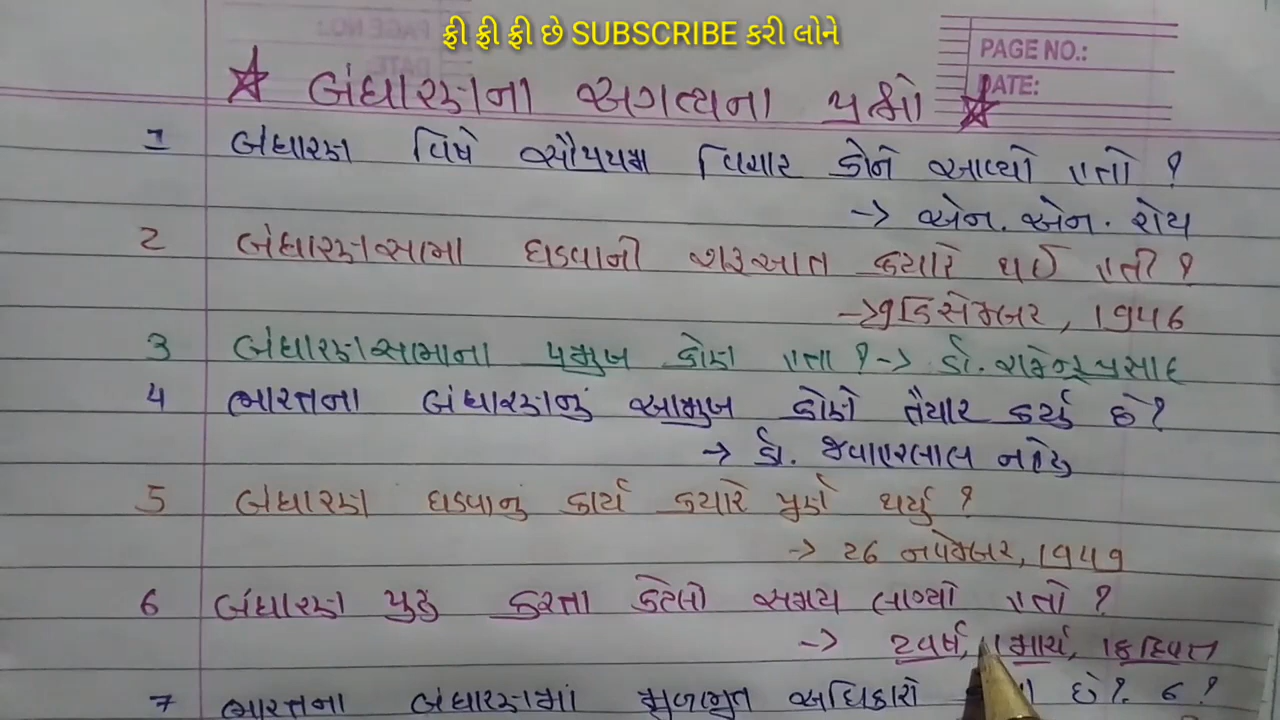 ફ્રી ફ્રી ફ્રી છે SUBSCRIBE કરી લોને
PAGE NO.:
DATE:
☆ બંધારણના અગત્યના પ્રશ્નો ☆
1 બંધારણ વિષે સૌપ્રથમ વિચાર કોને આવ્યો હતો ?
-> એન. એન. રોય
2 બંધારણસભા ઘડવાની શરૂઆત ક્યારે થઈ હતી ?
-> 9 ડિસેમ્બર, 1946
3 બંધારણસભાના પ્રમુખ કોણ હતા ? -> ડો. રાજેન્દ્રપ્રસાદ
4 ભારતના બંધારણનું આમુખ કોણે તૈયાર કર્યું છે ?
-> ડો. જવાહરલાલ નહેરુ
5 બંધારણ ઘડવાનું કાર્ય ક્યારે પુર્ણ થયું ?
-> 26 નવેમ્બર, 1949
6 બંધારણ પુરુ કરતા કેટલો સમય લાગ્યો હતો ?
-> 2 વર્ષ, 11 માસ, 18 દિવસ
7 ભારતના બંધારણમાં મુળભુત અધિકારો છે ? ૬ ?